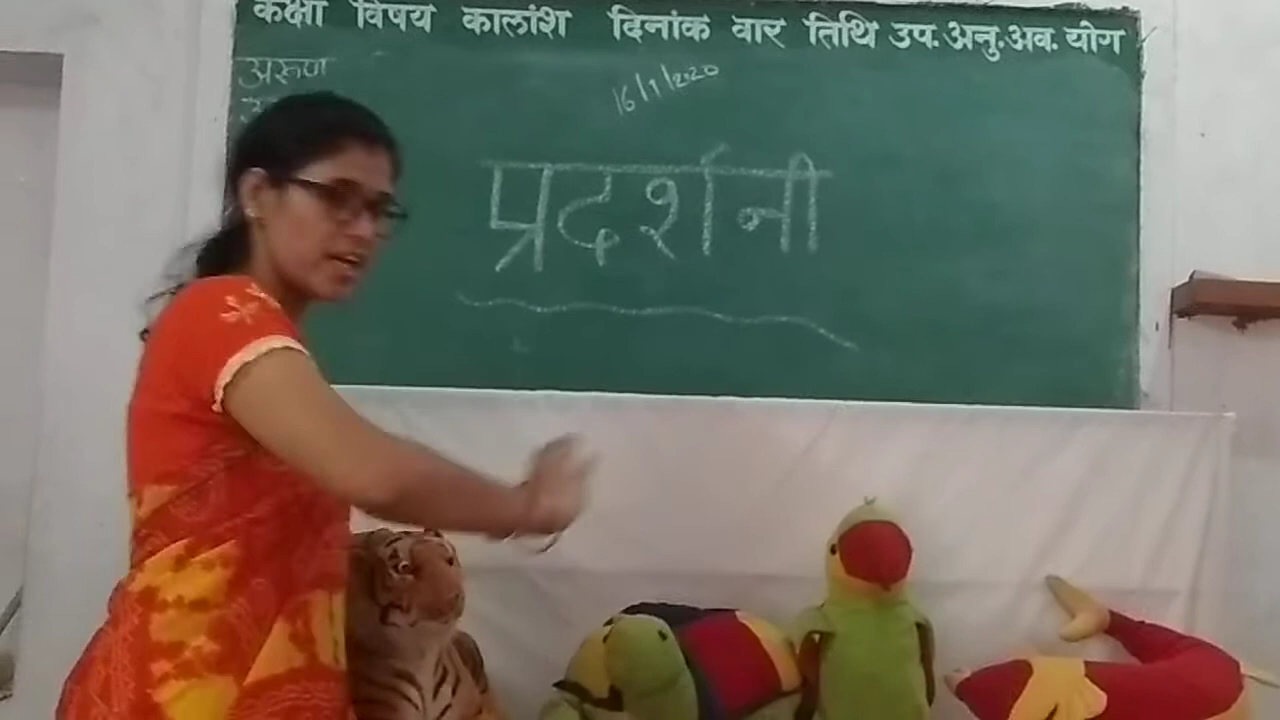 कक्षा विषय कालांश दिनांक वार तिथि उप. अनु. अव. योग
अरूण
16/1/2020
प्रदर्शनी